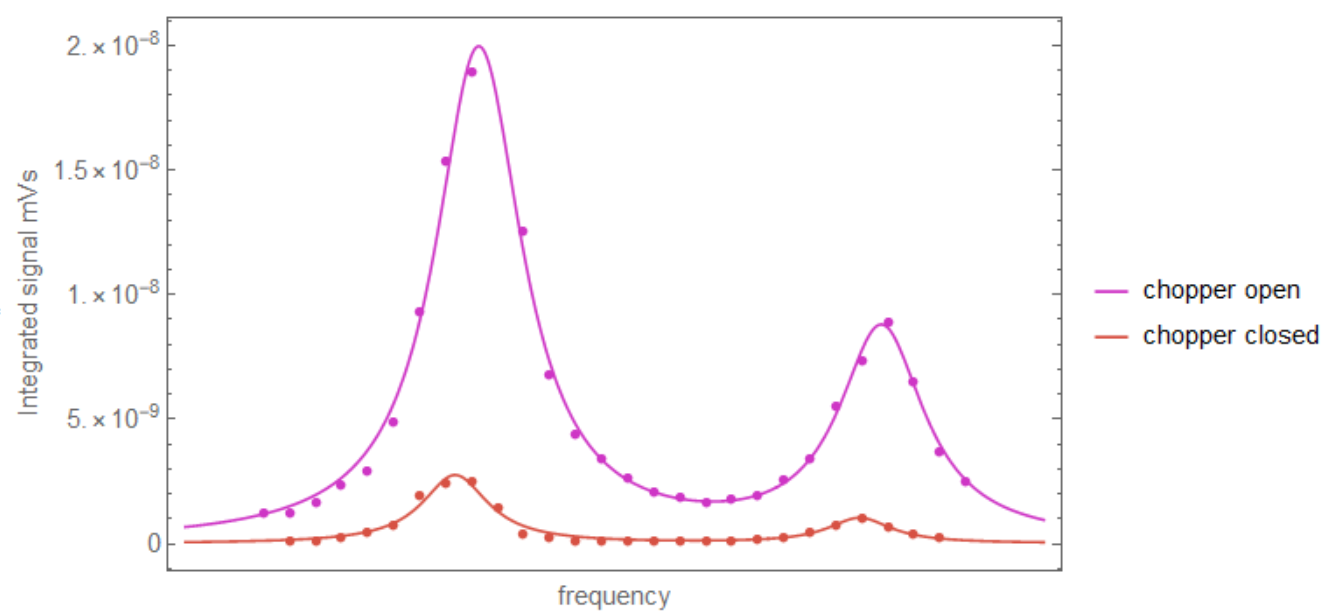 2. × 10⁻⁸
1.5 × 10⁻⁸
1. × 10⁻⁸
5. × 10⁻⁹
0
Integrated signal mVs
frequency
chopper open
chopper closed